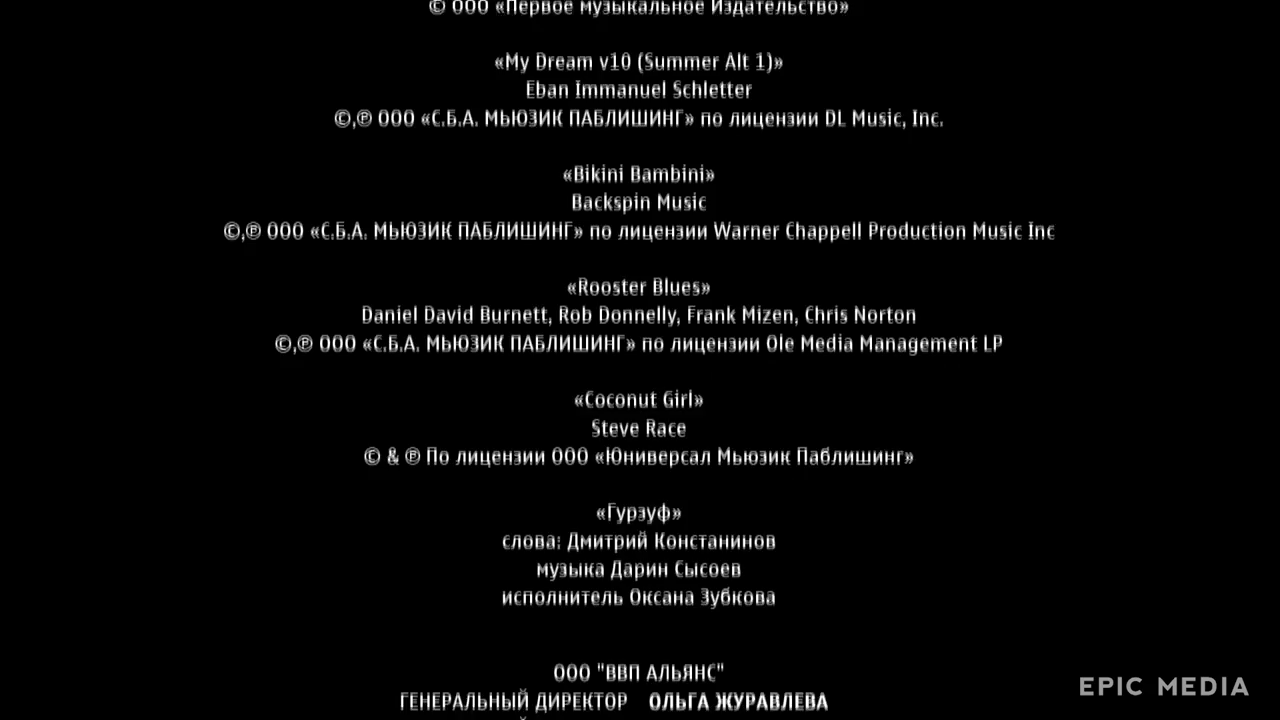 © ООО «Первое музыкальное Издательство»
«My Dream v10 (Summer Alt 1)»
Eban Immanuel Schletter
©,℗ ООО «С.Б.А. МЬЮЗИК ПАБЛИШИНГ» по лицензии DL Music, Inc.
«Bikini Bambini»
Backspin Music
©,℗ ООО «С.Б.А. МЬЮЗИК ПАБЛИШИНГ» по лицензии Warner Chappell Production Music Inc
«Rooster Blues»
Daniel David Burnett, Rob Donnelly, Frank Mizen, Chris Norton
©,℗ ООО «С.Б.А. МЬЮЗИК ПАБЛИШИНГ» по лицензии Ole Media Management LP
«Coconut Girl»
Steve Race
© & ℗ По лицензии ООО «Юниверсал Мьюзик Паблишинг»
«Гурзуф»
слова: Дмитрий Констанинов
музыка Дарин Сысоев
исполнитель Оксана Зубкова
ООО "ВВП АЛЬЯНС"
ГЕНЕРАЛЬНЫЙ ДИРЕКТОР ОЛЬГА ЖУРАВЛЕВА
EPIC MEDIA